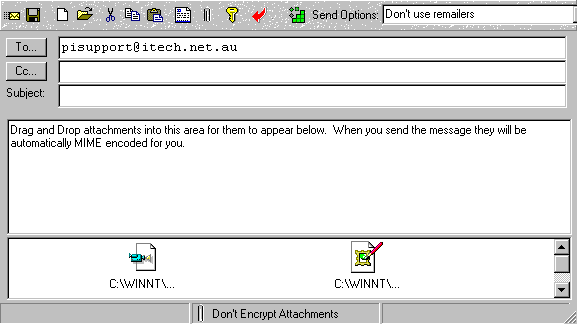 Send Options: Don't use remailers
To... pisupport@itech.net.au
Cc...
Subject:
Drag and Drop attachments into this area for them to appear below.  When you send the message they will be
automatically MIME encoded for you.
C:\WINNT\... C:\WINNT\...
Don't Encrypt Attachments